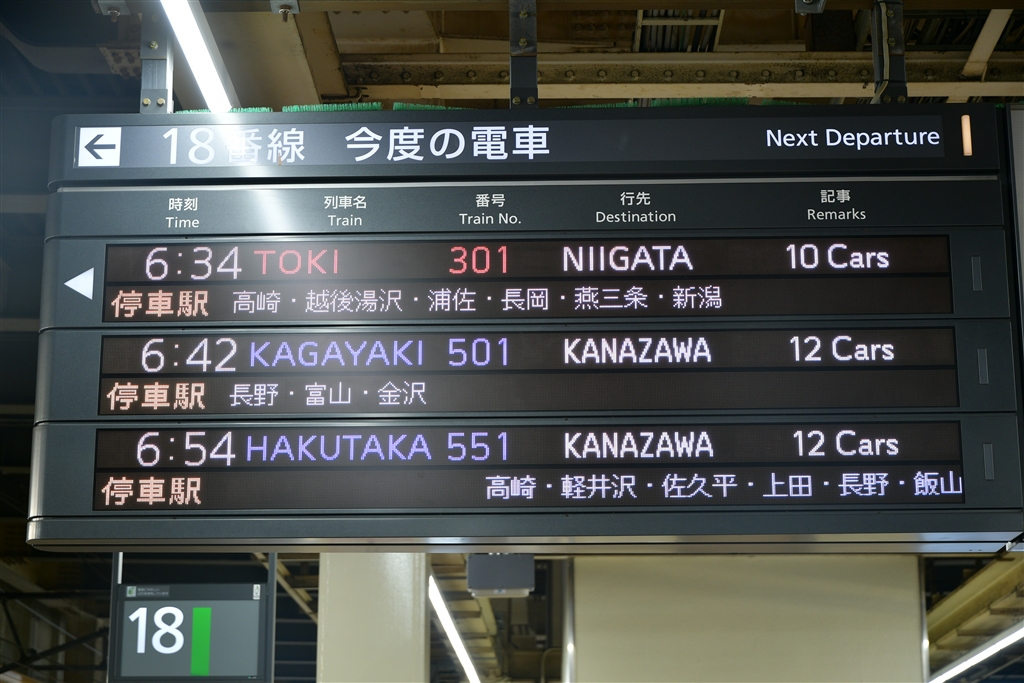 18番線 今度の電車 Next Departure
時刻 列車名 番号 行先 記事
Time Train Train No. Destination Remarks
6:34 TOKI 301 NIIGATA 10 Cars
停車駅 高崎・越後湯沢・浦佐・長岡・燕三条・新潟
6:42 KAGAYAKI 501 KANAZAWA 12 Cars
停車駅 長野・富山・金沢
6:54 HAKUTAKA 551 KANAZAWA 12 Cars
停車駅 高崎・軽井沢・佐久平・上田・長野・飯山
18